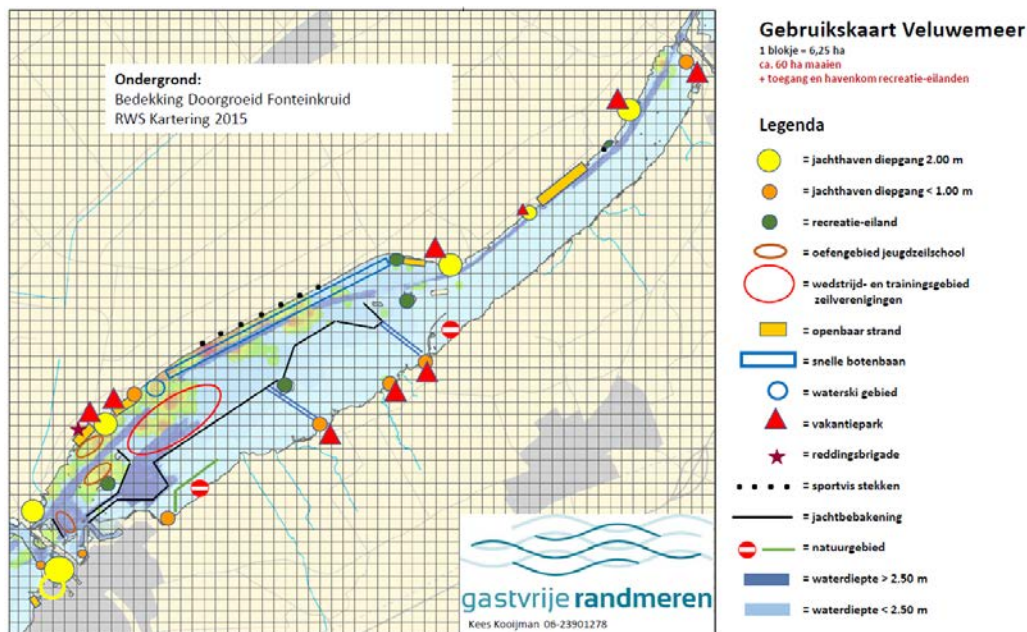 Ondergrond:
Bedekking Doorgroeid Fonteinkruid
RWS Kartering 2015
gastvrije randmeren
Kees Kooijman 06-23901278
Gebruikskaart Veluwemeer
1 blokje = 6,25 ha
ca. 60 ha maaien
+ toegang en havenkom recreatie-eilanden
Legenda
= jachthaven diepgang 2.00 m
= jachthaven diepgang < 1.00 m
= recreatie-eiland
= oefengebied jeugdzeilschool
= wedstrijd- en trainingsgebied
zeilverenigingen
= openbaar strand
= snelle botenbaan
= waterski gebied
= vakantiepark
= reddingsbrigade
= sportvis stekken
= jachtbebakening
= natuurgebied
= waterdiepte > 2.50 m
= waterdiepte < 2.50 m